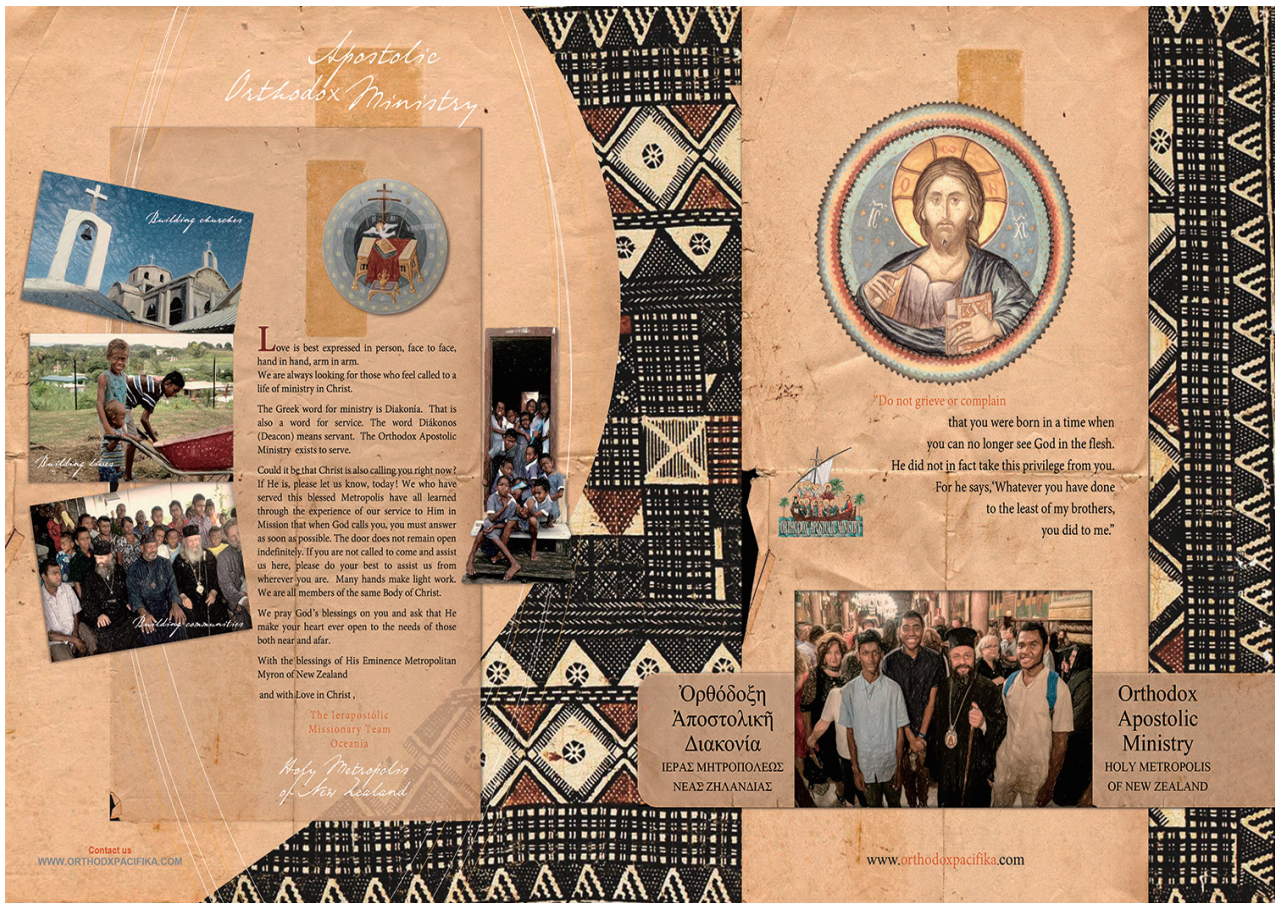 Apostolic
Orthodox Ministry
Building churches
Building lives
Building communities
Love is best expressed in person, face to face,
hand in hand, arm in arm.
We are always looking for those who feel called to a
life of ministry in Christ.
The Greek word for ministry is Diakonía. That is
also a word for service. The word Diákonos
(Deacon) means servant. The Orthodox Apostolic
Ministry exists to serve.
Could it be that Christ is also calling you right now?
If He is, please let us know, today! We who have
served this blessed Metropolis have all learned
through the experience of our service to Him in
Mission that when God calls you, you must answer
as soon as possible. The door does not remain open
indefinitely. If you are not called to come and assist
us here, please do your best to assist us from
wherever you are. Many hands make light work.
We are all members of the same Body of Christ.
We pray God's blessings on you and ask that He
make your heart ever open to the needs of those
both near and afar.
With the blessings of His Eminence Metropolitan
Myron of New Zealand
and with Love in Christ ,
The Ierapostolic
Missionary Team
Oceania
Holy Metropolis
of New Zealand
Contact us
WWW.ORTHODXPACIFIKA.COM
"Do not grieve or complain
that you were born in a time when
you can no longer see God in the flesh.
He did not in fact take this privilege from you.
For he says,'Whatever you have done
to the least of my brothers,
you did to me."
ORTHODOX APOSTOLIC MINISTRY
Ὀρθόδοξη
Ἀποστολικῆ
Διακονία
ΙΕΡΑΣ ΜΗΤΡΟΠΟΛΕΩΣ
ΝΕΑΣ ΖΗΛΑΝΔΙΑΣ
Orthodox
Apostolic
Ministry
HOLY METROPOLIS
OF NEW ZEALAND
www.orthodoxpacifika.com